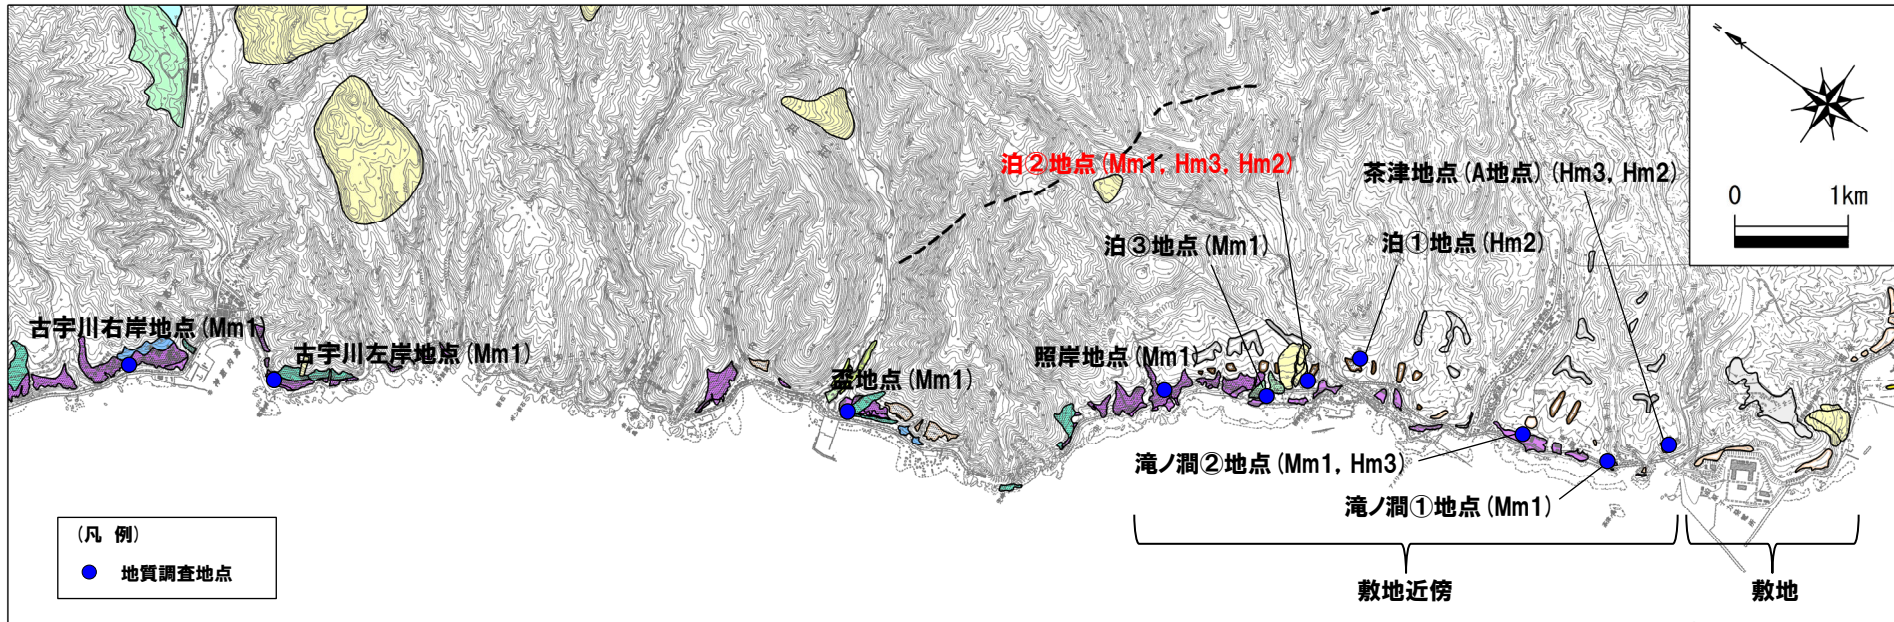 N
0 1km
泊②地点(Mm1, Hm3, Hm2)
茶津地点(A地点)(Hm3, Hm2)
泊③地点(Mm1)
泊①地点(Hm2)
古宇川右岸地点(Mm1)
古宇川左岸地点(Mm1)
盃地点(Mm1)
照岸地点(Mm1)
滝ノ澗②地点(Mm1, Hm3)
滝ノ澗①地点(Mm1)
(凡 例)
地質調査地点
敷地近傍
敷地